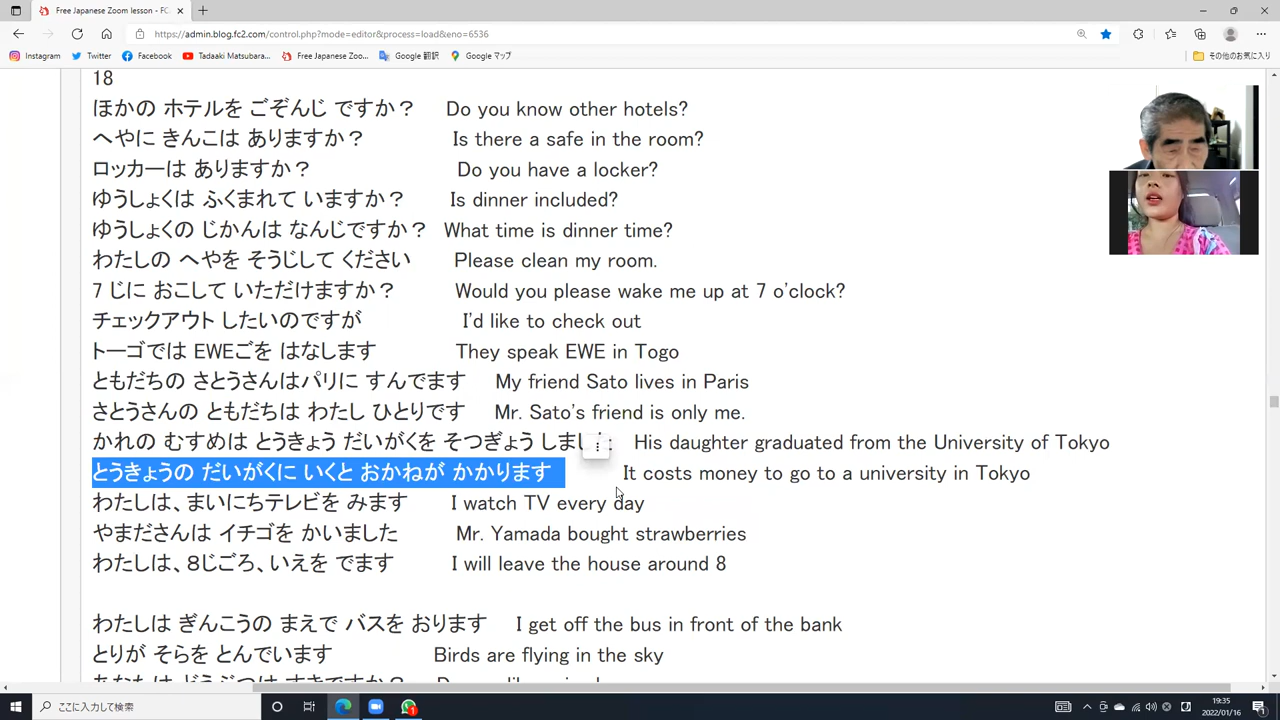 Free Japanese Zoom lesson - FC2
https://admin.blog.fc2.com/control.php?mode=editor&process=load&eno=6536
Instagram Twitter Facebook Tadaaki Matsubara... Free Japanese Zoom... Google 翻訳 Google マップ その他のお気に入り
18
ほかの ホテルを ごぞんじ ですか？ Do you know other hotels?
へやに きんこは ありますか？ Is there a safe in the room?
ロッカーは ありますか？ Do you have a locker?
ゆうしょくは ふくまれて いますか？ Is dinner included?
ゆうしょくの じかんは なんじですか？ What time is dinner time?
わたしの へやを そうじして ください Please clean my room.
7 じに おこして いただけますか？ Would you please wake me up at 7 o'clock?
チェックアウト したいのですが I'd like to check out
トーゴでは EWEごを はなします They speak EWE in Togo
ともだちの さとうさんはパリに すんでます My friend Sato lives in Paris
さとうさんの ともだちは わたし ひとりです Mr. Sato's friend is only me.
かれの むすめは とうきょう だいがくを そつぎょう しました His daughter graduated from the University of Tokyo
とうきょうの だいがくに いくと おかねが かかります It costs money to go to a university in Tokyo
わたしは、まいにちテレビを みます I watch TV every day
やまださんは イチゴを かいました Mr. Yamada bought strawberries
わたしは、８じごろ、いえを でます I will leave the house around 8
わたしは ぎんこうの まえで バスを おります I get off the bus in front of the bank
とりが そらを とんでいます Birds are flying in the sky
ここに入力して検索
19:35
2022/01/16